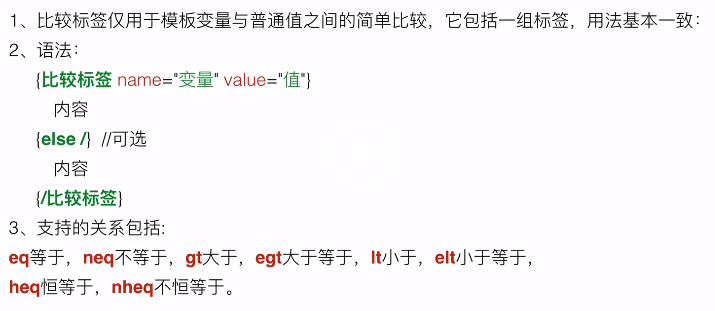 1、比较标签仅用于模板变量与普通值之间的简单比较，它包括一组标签，用法基本一致：
2、语法：
{比较标签 name="变量" value="值"}
内容
{else /} //可选
内容
{/比较标签}
3、支持的关系包括:
eq等于，neq不等于，gt大于，egt大于等于，lt小于，elt小于等于，
heq恒等于，nheq不恒等于。